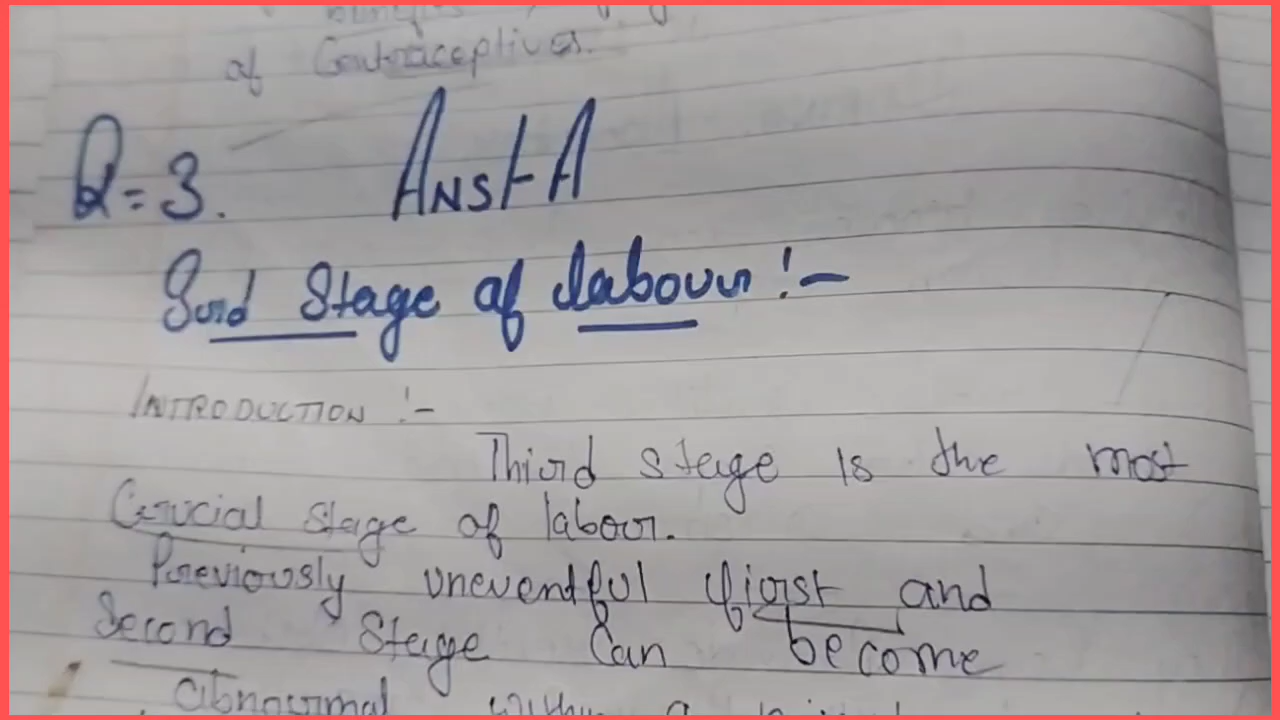 of Contraceptives.
Q=3. Ans+A
3rd Stage of labour :-
INTRODUCTION :-
Third stage is the most
Crucial stage of labour.
Previously uneventful first and
Second Stage Can become
abnormal within a